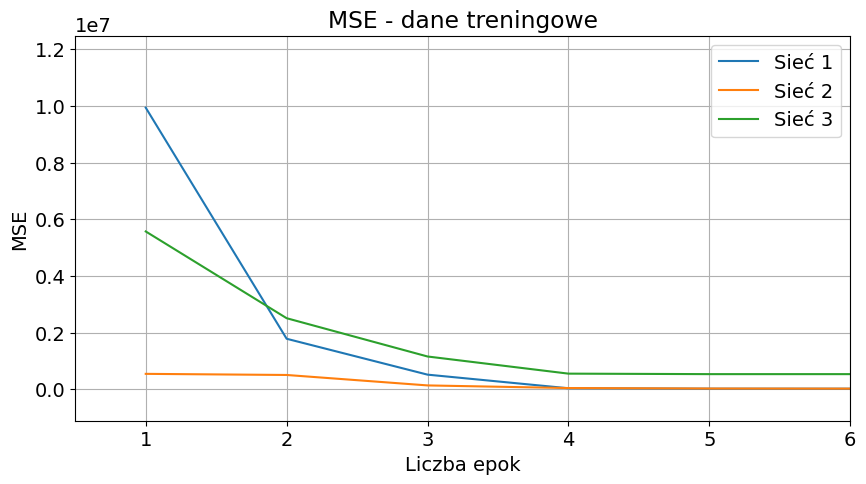 MSE - dane treningowe
1e7
1.2
1.0
0.8
0.6
0.4
0.2
0.0
MSE
Sieć 1
Sieć 2
Sieć 3
1 2 3 4 5 6
Liczba epok